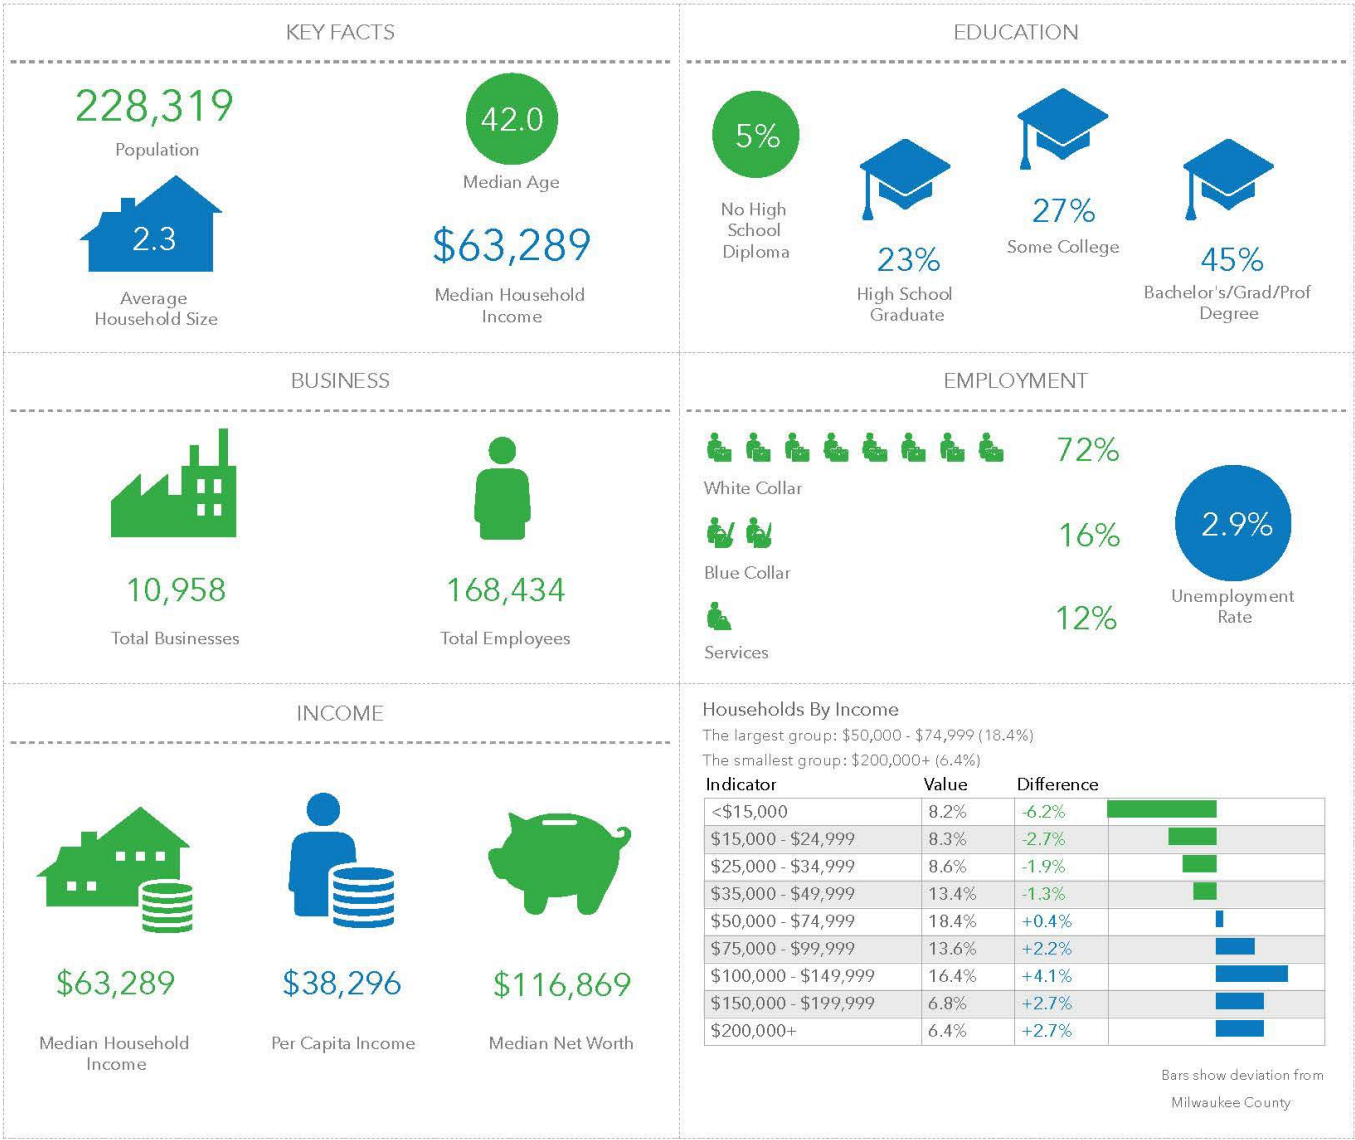 KEY FACTS
228,319
Population
42.0
Median Age
2.3
Average
Household Size
$63,289
Median Household
Income
EDUCATION
5%
No High
School
Diploma
23%
High School
Graduate
27%
Some College
45%
Bachelor's/Grad/Prof
Degree
BUSINESS
10,958
Total Businesses
168,434
Total Employees
EMPLOYMENT
72%
White Collar
16%
Blue Collar
12%
Services
2.9%
Unemployment
Rate
INCOME
$63,289
Median Household
Income
$38,296
Per Capita Income
$116,869
Median Net Worth
Households By Income
The largest group: $50,000 - $74,999 (18.4%)
The smallest group: $200,000+ (6.4%)
Indicator Value Difference
<$15,000 8.2% -6.2%
$15,000 - $24,999 8.3% -2.7%
$25,000 - $34,999 8.6% -1.9%
$35,000 - $49,999 13.4% -1.3%
$50,000 - $74,999 18.4% +0.4%
$75,000 - $99,999 13.6% +2.2%
$100,000 - $149,999 16.4% +4.1%
$150,000 - $199,999 6.8% +2.7%
$200,000+ 6.4% +2.7%
Bars show deviation from
Milwaukee County